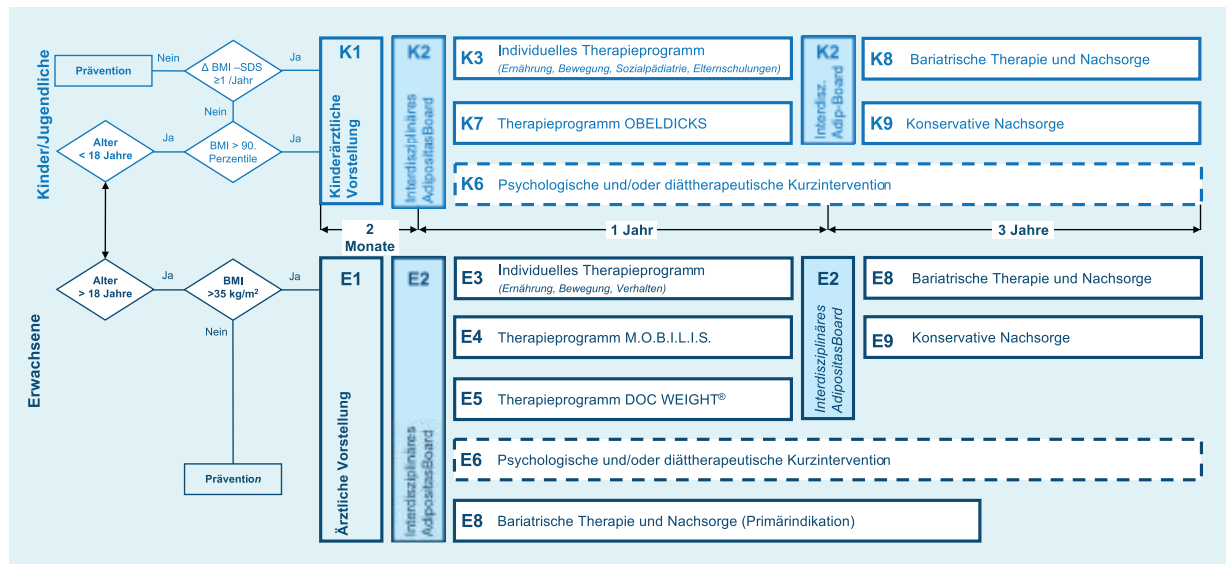 Kinder/Jugendliche
Prävention
Nein
Δ BMI –SDS
≥1 /Jahr
Ja
Nein
Alter
< 18 Jahre
Ja
BMI > 90.
Perzentile
Ja
K1
Kinderärztliche
Vorstellung
K2
Interdisziplinäres
AdipositasBoard
K3 Individuelles Therapieprogramm
(Ernährung, Bewegung, Sozialpädiatrie, Elternschulungen)
K7 Therapieprogramm OBELDICKS
K2
Interdisz.
Adip-Board
K8 Bariatrische Therapie und Nachsorge
K9 Konservative Nachsorge
K6 Psychologische und/oder diättherapeutische Kurzintervention
2
Monate
1 Jahr
3 Jahre
Erwachsene
Alter
> 18 Jahre
Ja
BMI
>35 kg/m²
Ja
Nein
Prävention
E1
Ärztliche Vorstellung
E2
Interdisziplinäres
AdipositasBoard
E3 Individuelles Therapieprogramm
(Ernährung, Bewegung, Verhalten)
E4 Therapieprogramm M.O.B.I.L.I.S.
E5 Therapieprogramm DOC WEIGHT®
E2
Interdisziplinäres
AdipositasBoard
E8 Bariatrische Therapie und Nachsorge
E9 Konservative Nachsorge
E6 Psychologische und/oder diättherapeutische Kurzintervention
E8 Bariatrische Therapie und Nachsorge (Primärindikation)